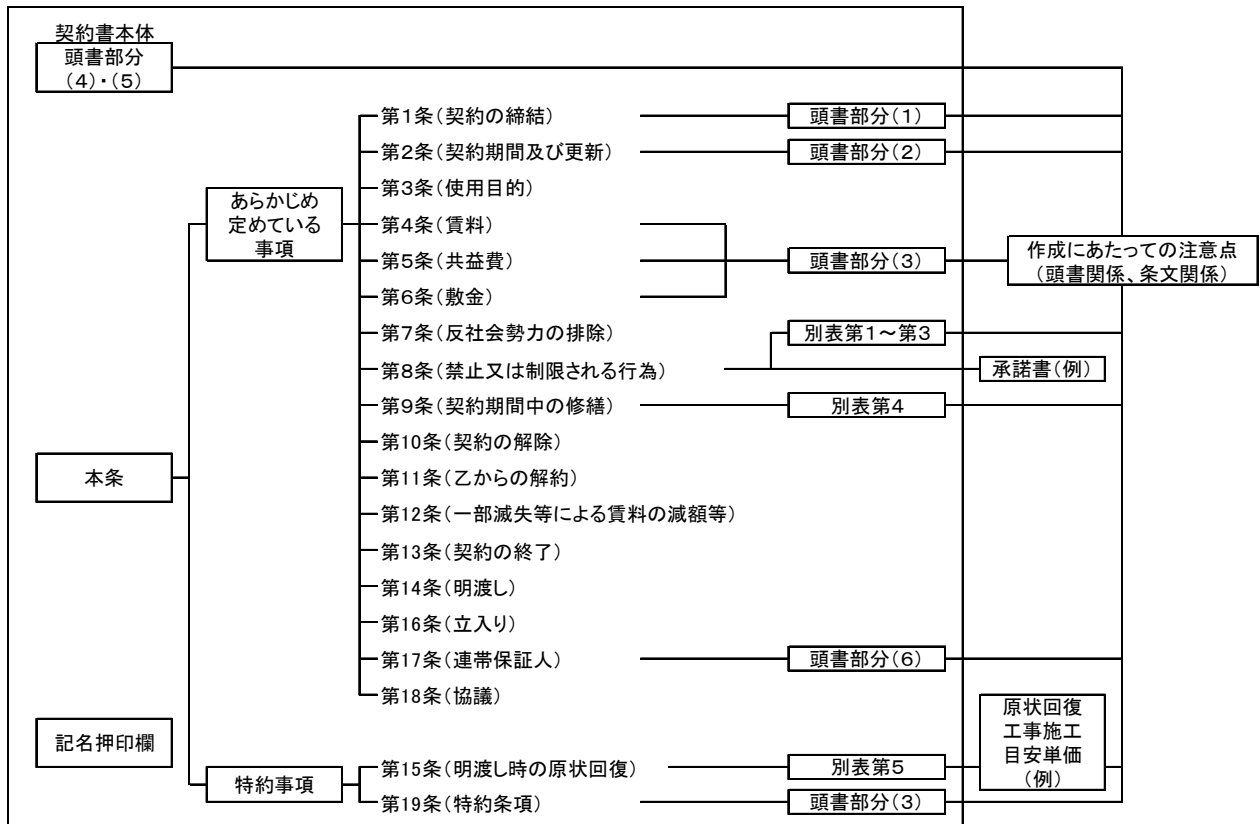 契約書本体
頭書部分
(4)・(5)
第1条(契約の締結)
頭書部分(1)
第2条(契約期間及び更新)
頭書部分(2)
第3条(使用目的)
あらかじめ
定めている
事項
第4条(賃料)
第5条(共益費)
頭書部分(3)
作成にあたっての注意点
(頭書関係、条文関係)
第6条(敷金)
第7条(反社会勢力の排除)
別表第1~第3
第8条(禁止又は制限される行為)
承諾書(例)
第9条(契約期間中の修繕)
別表第4
第10条(契約の解除)
本条
第11条(乙からの解約)
第12条(一部滅失等による賃料の減額等)
第13条(契約の終了)
第14条(明渡し)
第16条(立入り)
第17条(連帯保証人)
頭書部分(6)
第18条(協議)
記名押印欄
特約事項
第15条(明渡し時の原状回復)
別表第5
原状回復
工事施工
目安単価
(例)
第19条(特約条項)
頭書部分(3)